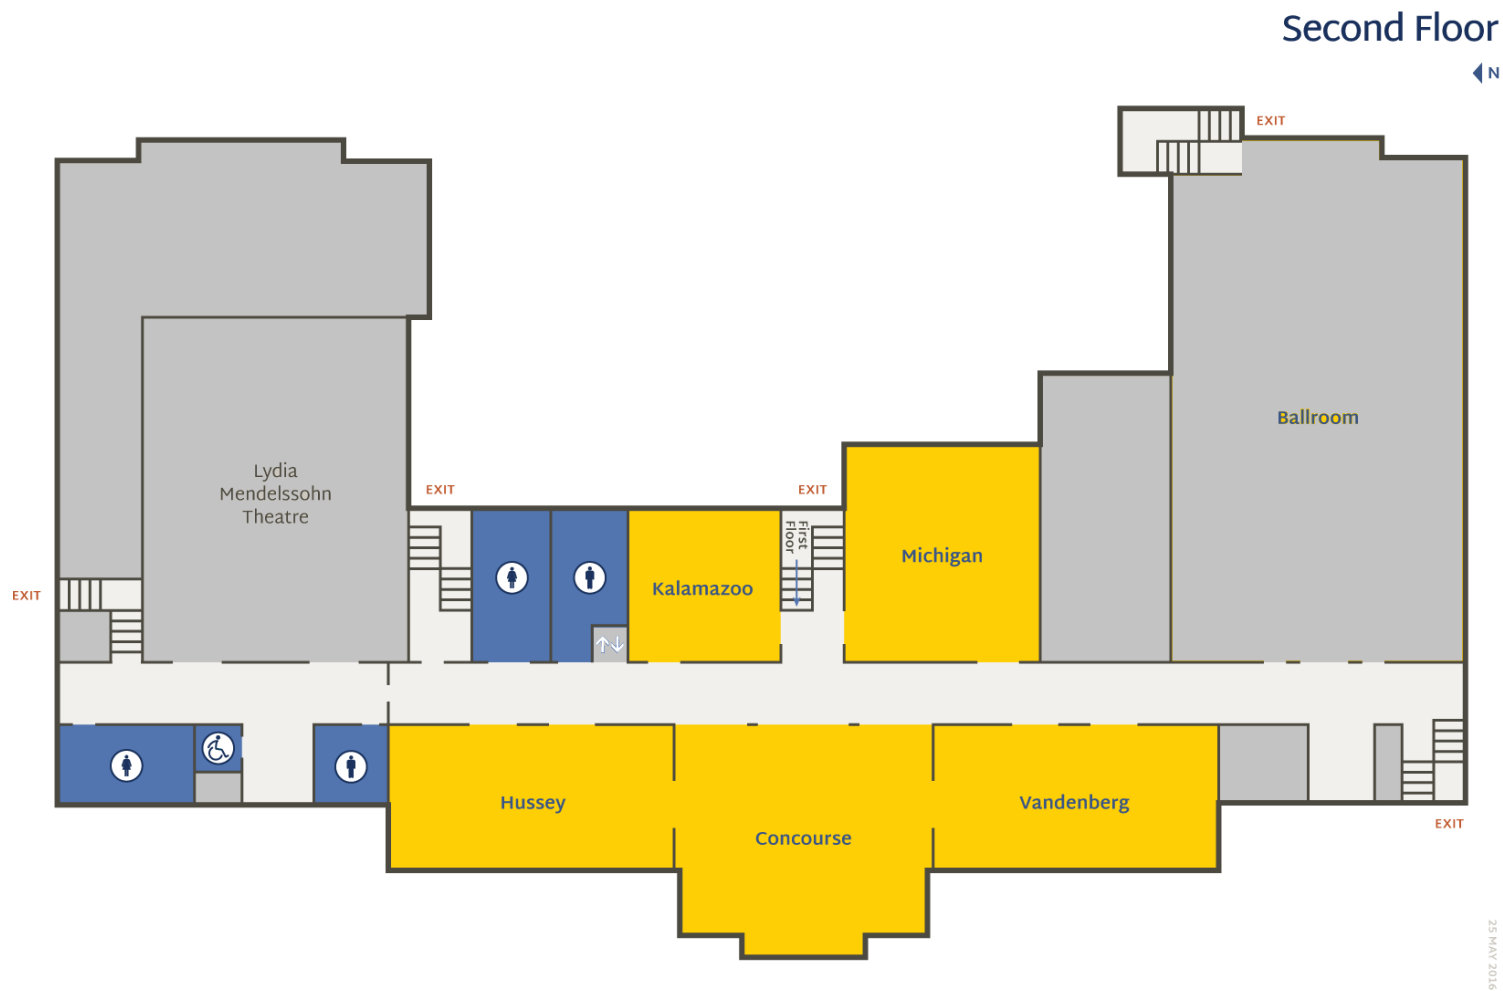 Second Floor
N
EXIT
Ballroom
Lydia
Mendelssohn
Theatre
EXIT
EXIT
First
Floor
Michigan
Kalamazoo
EXIT
Hussey
Vandenberg
Concourse
EXIT
25 MAY 2016